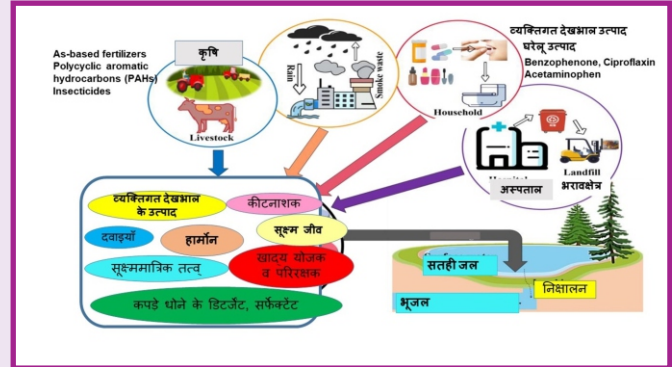 As-based fertilizers
Polycyclic aromatic
hydrocarbons (PAHs)
Insecticides
कृषि
Livestock
Rain
Smoke waste
Household
व्यक्तिगत देखभाल उत्पाद
घरेलू उत्पाद
Benzophenone, Ciproflaxin
Acetaminophen
अस्पताल
Landfill
भरावक्षेत्र
व्यक्तिगत देखभाल
के उत्पाद
कीटनाशक
दवाइयाँ
हार्मोन
सूक्ष्म जीव
सूक्ष्ममात्रिक तत्व्
खाद्य योजक
व परिरक्षक
कपड़े धोने के डिटर्जेंट, सर्फेक्टेंट
सतही जल
भूजल
निक्षालन